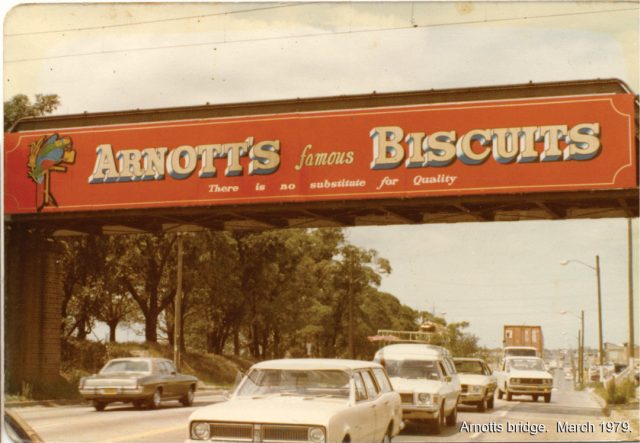 ARNOTT'S famous BISCUITS
There is no substitute for Quality
Arnotts bridge. March 1979.